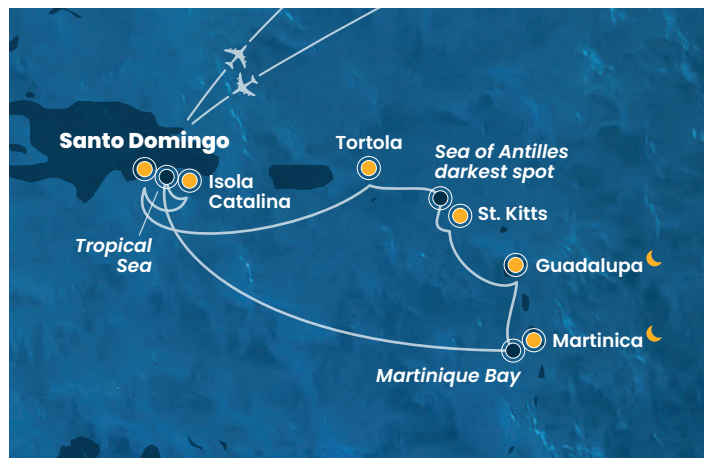 Santo Domingo
Tortola
Sea of Antilles
darkest spot
Isola
Catalina
St. Kitts
Tropical
Sea
Guadalupa
Martinica
Martinique Bay